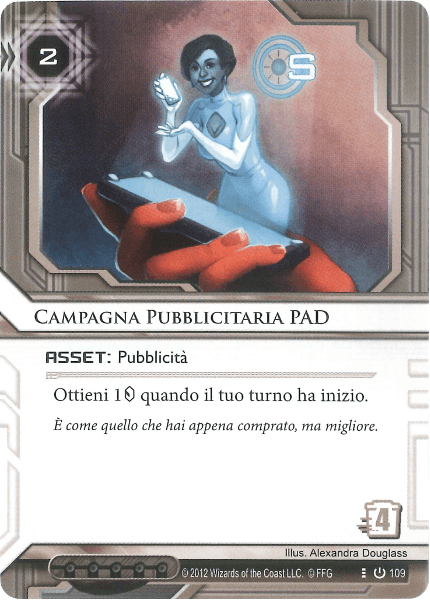 2
S
CAMPAGNA PUBBLICITARIA PAD
ASSET: Pubblicità
Ottieni 1 quando il tuo turno ha inizio.
È come quello che hai appena comprato, ma migliore.
4
Illus. Alexandra Douglass
© 2012 Wizards of the Coast LLC. © FFG
109